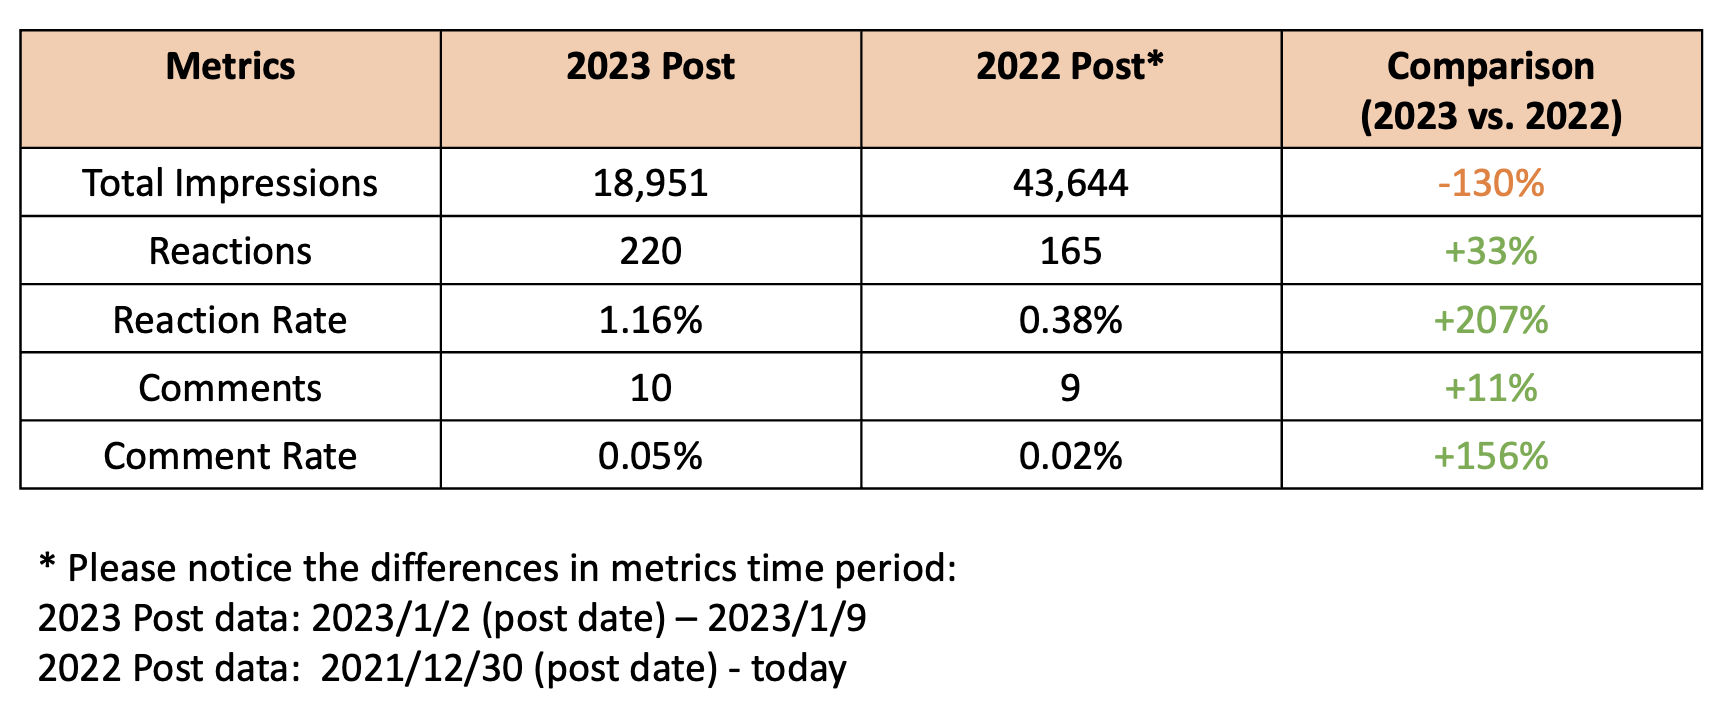 Metrics 2023 Post 2022 Post* Comparison
(2023 vs. 2022)
Total Impressions 18,951 43,644 -130%
Reactions 220 165 +33%
Reaction Rate 1.16% 0.38% +207%
Comments 10 9 +11%
Comment Rate 0.05% 0.02% +156%
* Please notice the differences in metrics time period:
2023 Post data: 2023/1/2 (post date) – 2023/1/9
2022 Post data:  2021/12/30 (post date) - today